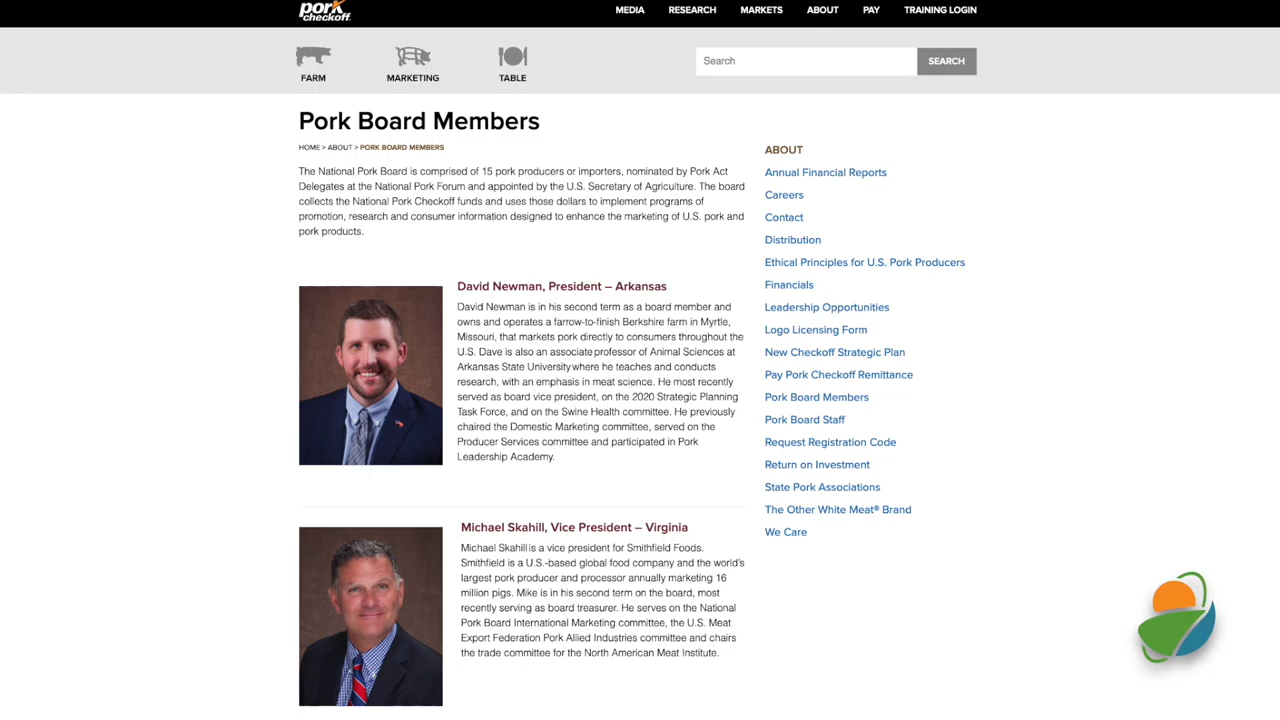 pork
checkoff
MEDIA RESEARCH MARKETS ABOUT PAY TRAINING LOGIN
FARM MARKETING TABLE
Search SEARCH
Pork Board Members
HOME > ABOUT > PORK BOARD MEMBERS
The National Pork Board is comprised of 15 pork producers or importers, nominated by Pork Act
Delegates at the National Pork Forum and appointed by the U.S. Secretary of Agriculture. The board
collects the National Pork Checkoff funds and uses those dollars to implement programs of
promotion, research and consumer information designed to enhance the marketing of U.S. pork and
pork products.
David Newman, President – Arkansas
David Newman is in his second term as a board member and
owns and operates a farrow-to-finish Berkshire farm in Myrtle,
Missouri, that markets pork directly to consumers throughout the
U.S. Dave is also an associate professor of Animal Sciences at
Arkansas State University where he teaches and conducts
research, with an emphasis in meat science. He most recently
served as board vice president, on the 2020 Strategic Planning
Task Force, and on the Swine Health committee. He previously
chaired the Domestic Marketing committee, served on the
Producer Services committee and participated in Pork
Leadership Academy.
Michael Skahill, Vice President – Virginia
Michael Skahill is a vice president for Smithfield Foods.
Smithfield is a U.S.-based global food company and the world's
largest pork producer and processor annually marketing 16
million pigs. Mike is in his second term on the board, most
recently serving as board treasurer. He serves on the National
Pork Board International Marketing committee, the U.S. Meat
Export Federation Pork Allied Industries committee and chairs
the trade committee for the North American Meat Institute.
ABOUT
Annual Financial Reports
Careers
Contact
Distribution
Ethical Principles for U.S. Pork Producers
Financials
Leadership Opportunities
Logo Licensing Form
New Checkoff Strategic Plan
Pay Pork Checkoff Remittance
Pork Board Members
Pork Board Staff
Request Registration Code
Return on Investment
State Pork Associations
The Other White Meat® Brand
We Care